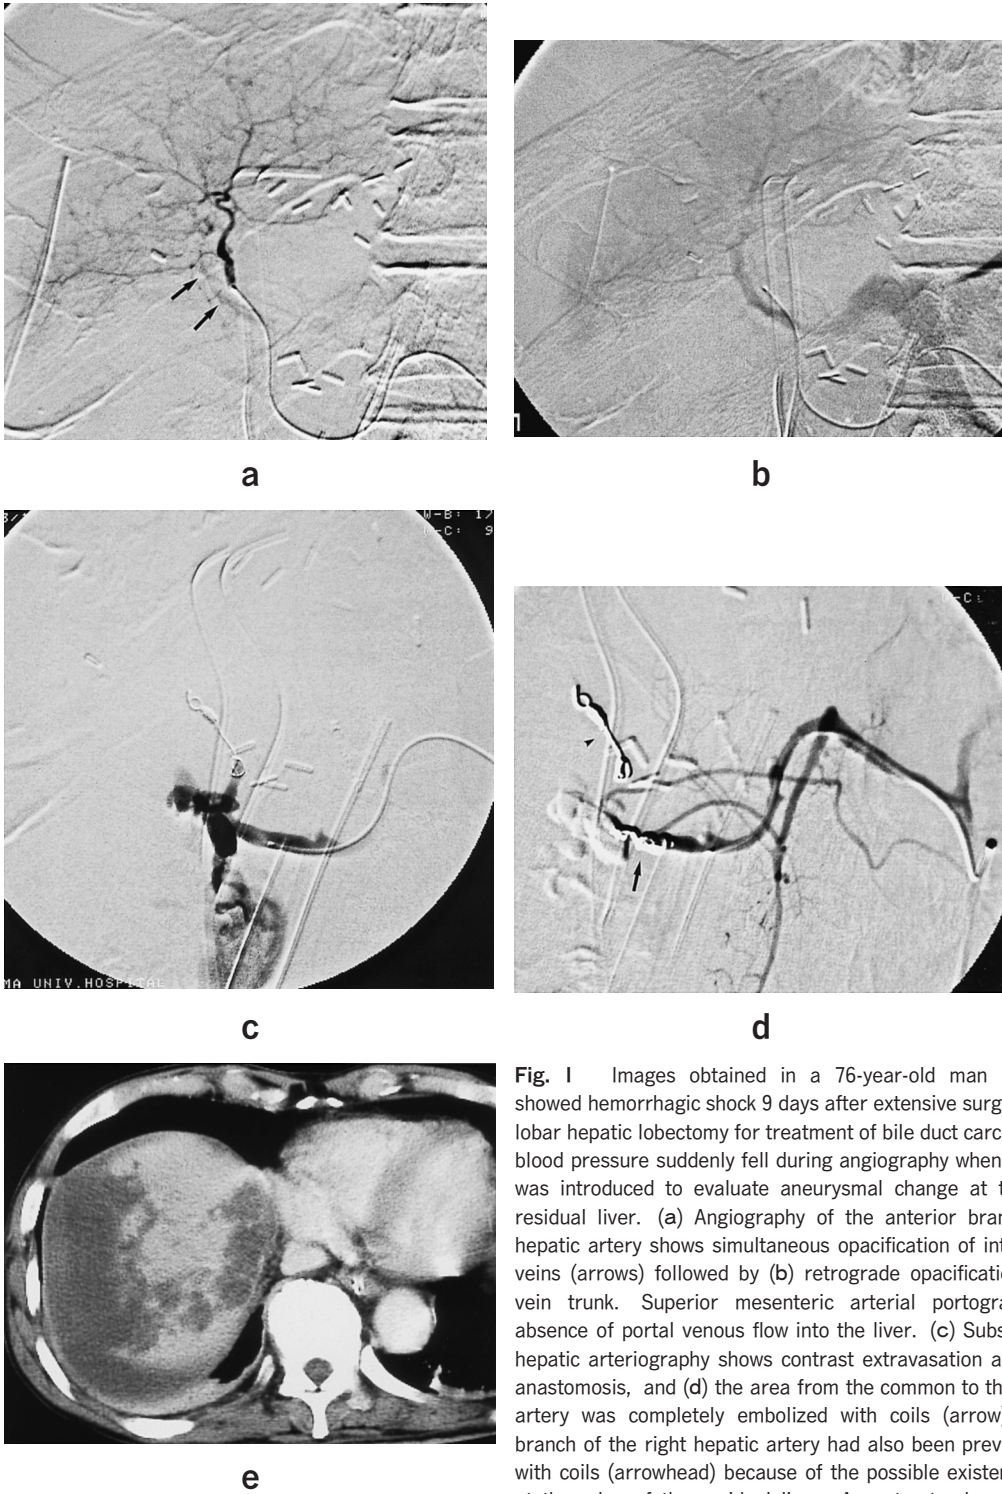 a
b
W-B: 17
W-C: 9
MA UNIV.HOSPITAL
-C:
c
d
e
Fig. 1 Images obtained in a 76-year-old man
showed hemorrhagic shock 9 days after extensive surg
lobar hepatic lobectomy for treatment of bile duct carc
blood pressure suddenly fell during angiography when
was introduced to evaluate aneurysmal change at t
residual liver. (a) Angiography of the anterior bran
hepatic artery shows simultaneous opacification of int
veins (arrows) followed by (b) retrograde opacificati
vein trunk. Superior mesenteric arterial portogra
absence of portal venous flow into the liver. (c) Subs
hepatic arteriography shows contrast extravasation a
anastomosis, and (d) the area from the common to th
artery was completely embolized with coils (arrow
branch of the right hepatic artery had also been prev
with coils (arrowhead) because of the possible existe